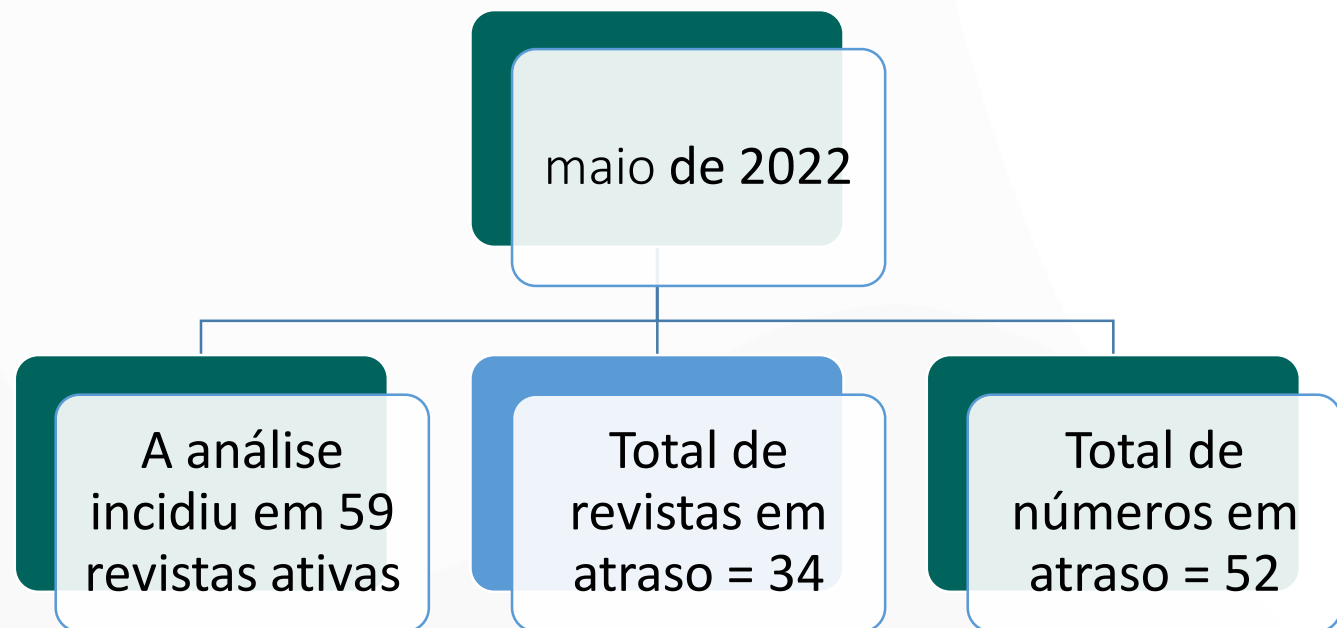 maio de 2022
A análise
incidiu em 59
revistas ativas
Total de
revistas em
atraso = 34
Total de
números em
atraso = 52